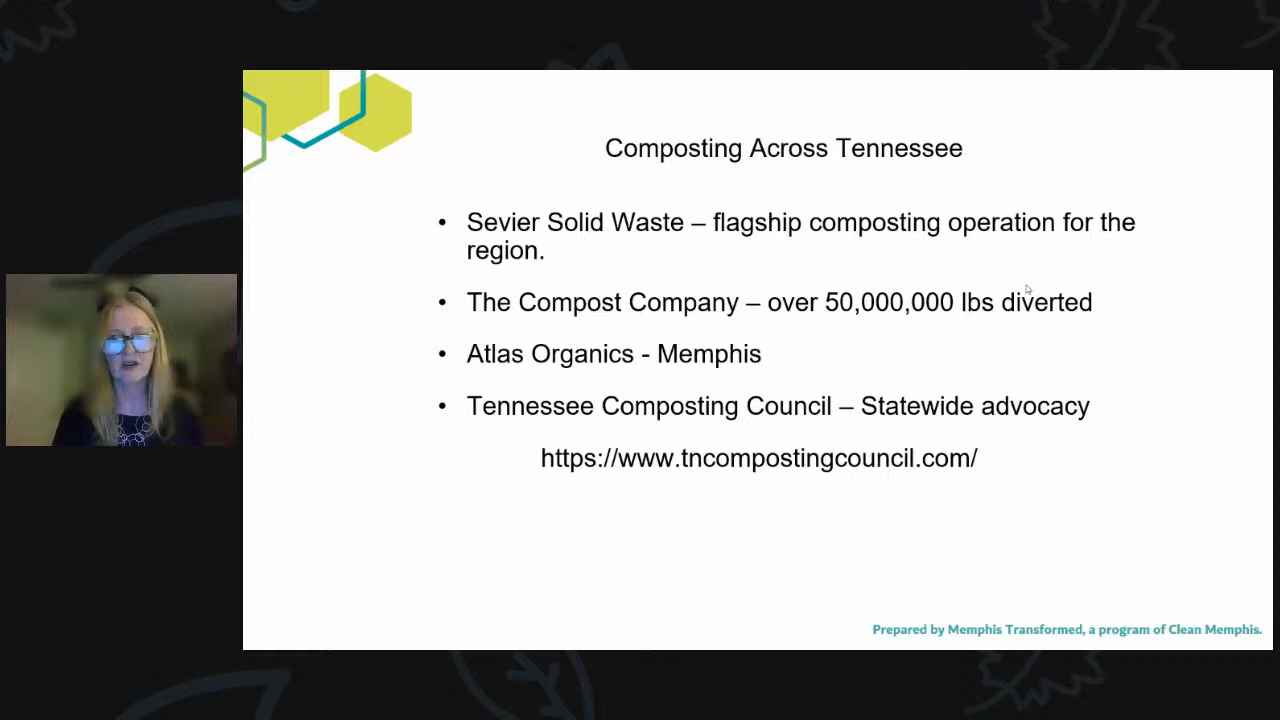 Composting Across Tennessee
• Sevier Solid Waste – flagship composting operation for the
region.
• The Compost Company – over 50,000,000 lbs diverted
• Atlas Organics - Memphis
• Tennessee Composting Council – Statewide advocacy
https://www.tncompostingcouncil.com/
Prepared by Memphis Transformed, a program of Clean Memphis.